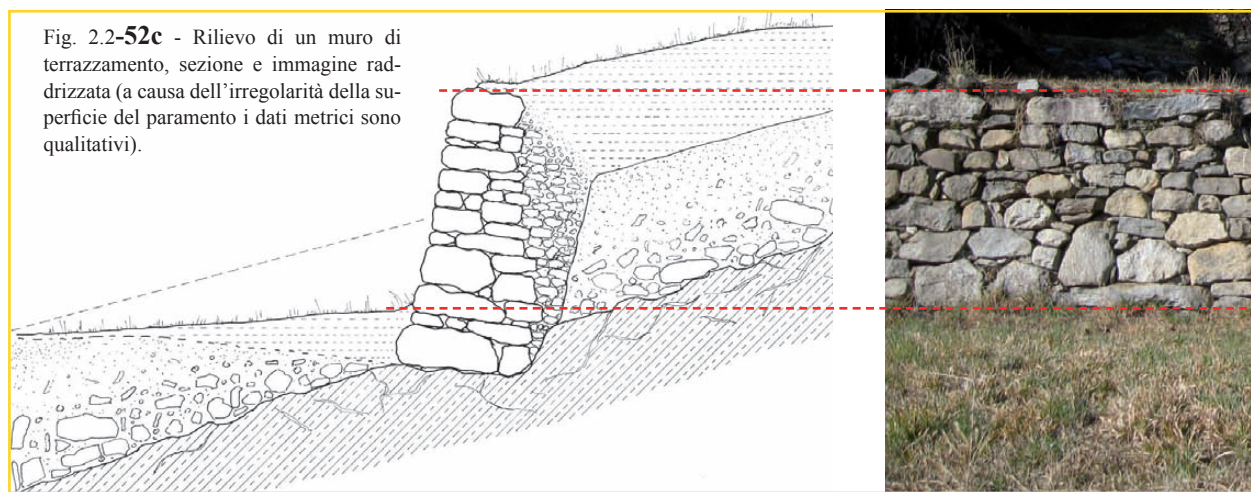 Fig. 2.2-52c - Rilievo di un muro di
terrazzamento, sezione e immagine rad-
drizzata (a causa dell'irregolarità della su-
perficie del paramento i dati metrici sono
qualitativi).